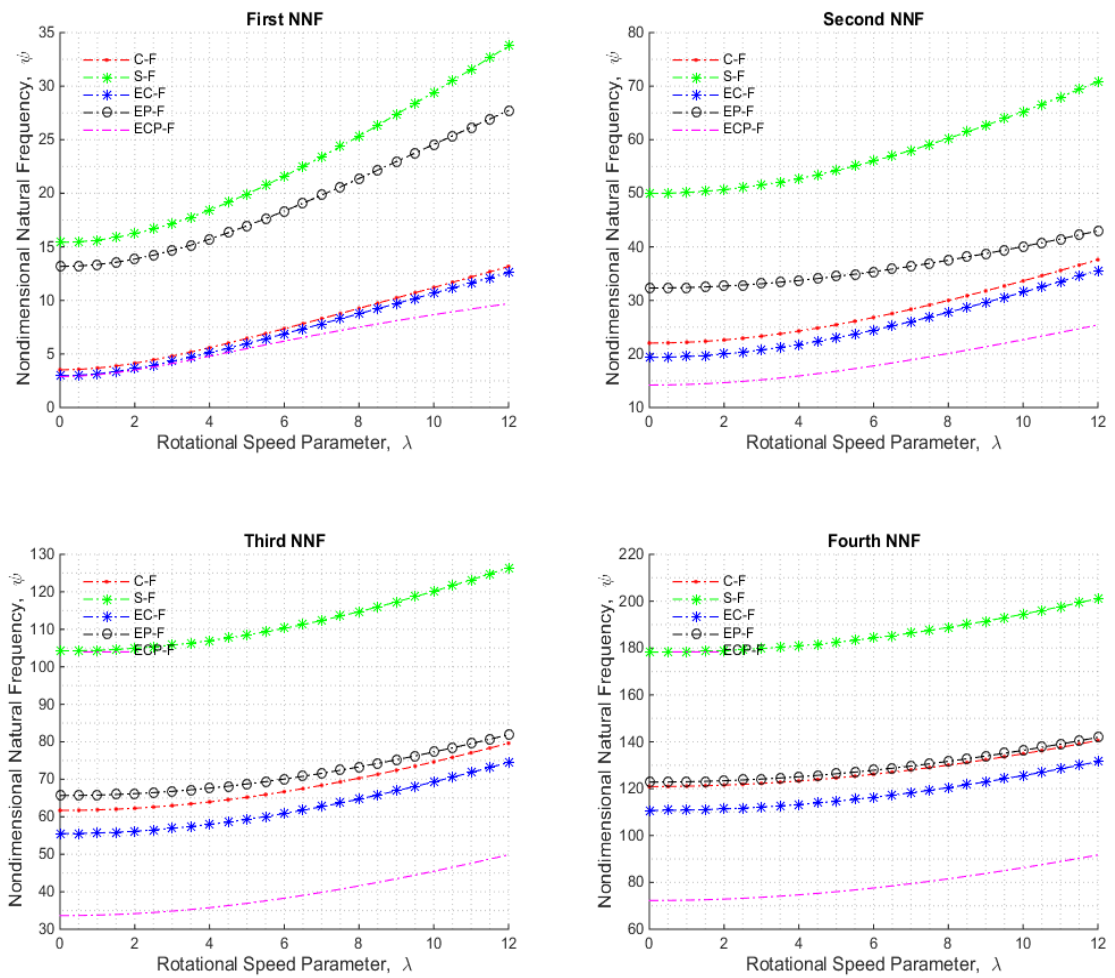 First NNF
Nondimensional Natural Frequency, ψ
35
30
25
20
15
10
5
0
C-F
S-F
EC-F
EP-F
ECP-F
0 2 4 6 8 10 12
Rotational Speed Parameter, λ
Second NNF
Nondimensional Natural Frequency, ψ
80
70
60
50
40
30
20
10
C-F
S-F
EC-F
EP-F
ECP-F
0 2 4 6 8 10 12
Rotational Speed Parameter, λ
Third NNF
Nondimensional Natural Frequency, ψ
130
120
110
100
90
80
70
60
50
40
30
C-F
S-F
EC-F
EP-F
ECP-F
0 2 4 6 8 10 12
Rotational Speed Parameter, λ
Fourth NNF
Nondimensional Natural Frequency, ψ
220
200
180
160
140
120
100
80
60
C-F
S-F
EC-F
EP-F
ECP-F
0 2 4 6 8 10 12
Rotational Speed Parameter, λ